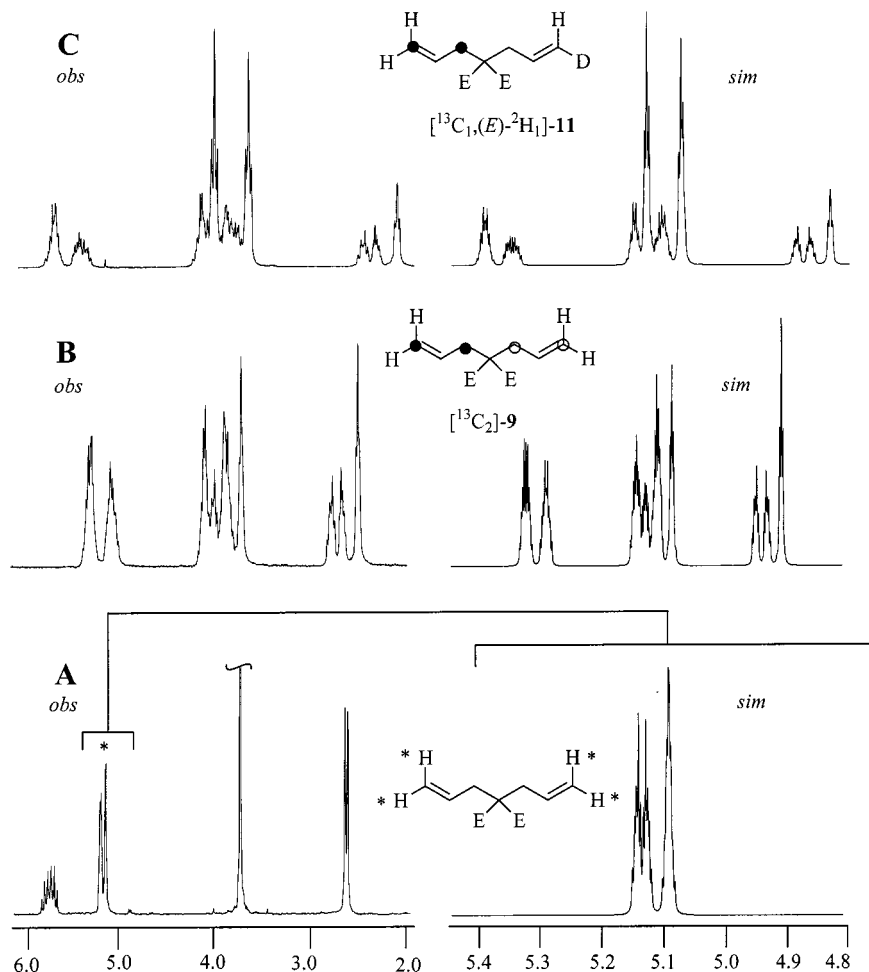 C
obs
H
H
E E
H
D
sim
[¹³C₁,(E)-²H₁]-11
B
obs
H
H
E E
H
H
sim
[¹³C₂]-9
A
obs
*
* H
* H
E E
H *
H *
sim
6.0 5.0 4.0 3.0 2.0
5.4 5.3 5.2 5.1 5.0 4.9 4.8